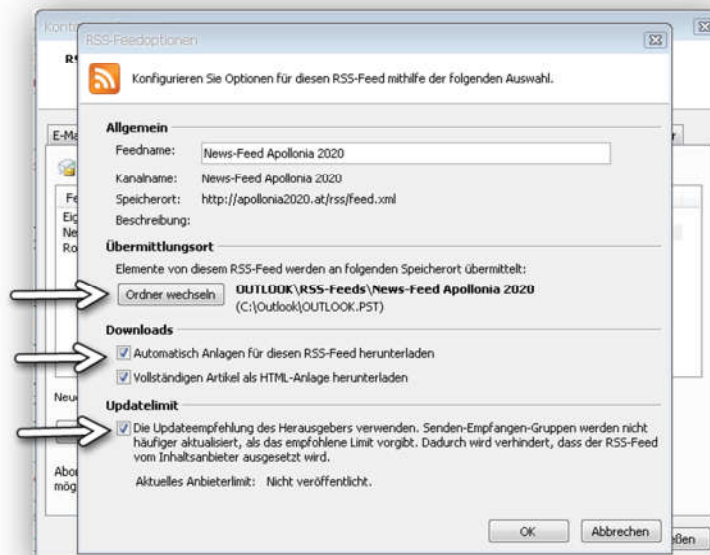 Kont
RSS-Feedoptionen
RS
Konfigurieren Sie Optionen für diesen RSS-Feed mithilfe der folgenden Auswahl.
Allgemein
E-Ma
Feedname: News-Feed Apollonia 2020
Kanalname: News-Feed Apollonia 2020
Fe
Speicherort: http://apollonia2020.at/rss/feed.xml
Eig
Beschreibung:
Ne
Ro
Übermittlungsort
Elemente von diesem RSS-Feed werden an folgenden Speicherort übermittelt:
Ordner wechseln OUTLOOK\RSS-Feeds\News-Feed Apollonia 2020
(C:\Outlook\OUTLOOK.PST)
Downloads
Automatisch Anlagen für diesen RSS-Feed herunterladen
Vollständigen Artikel als HTML-Anlage herunterladen
Neu
Updatelimit
Die Updateempfehlung des Herausgebers verwenden. Senden-Empfangen-Gruppen werden nicht
häufiger aktualisiert, als das empfohlene Limit vorgibt. Dadurch wird verhindert, dass der RSS-Feed
vom Inhaltsanbieter ausgesetzt wird.
Abo
Aktuelles Anbieterlimit: Nicht veröffentlicht.
mög
OK Abbrechen
eßen